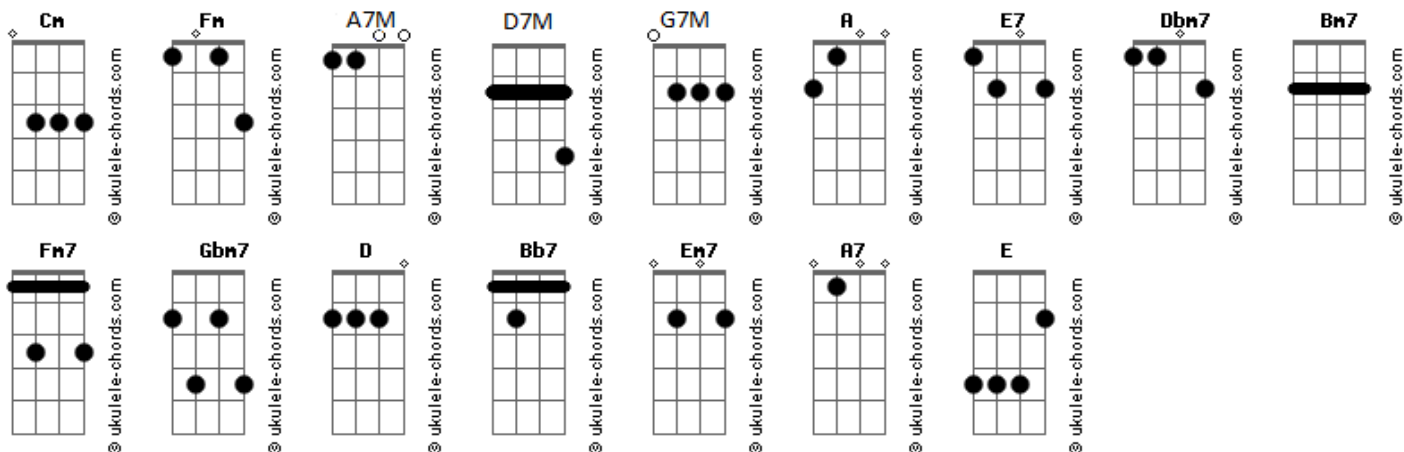 Cm Fm A7M D7M G7M A E7 Dbm7 Bm7
© ukulele-chords.com © ukulele-chords.com © ukulele-chords.com © ukulele-chords.com © ukulele-chords.com © ukulele-chords.com © ukulele-chords.com © ukulele-chords.com © ukulele-chords.com
Fm7 Gbm7 D Bb7 Em7 A7 E
© ukulele-chords.com © ukulele-chords.com © ukulele-chords.com © ukulele-chords.com © ukulele-chords.com © ukulele-chords.com © ukulele-chords.com